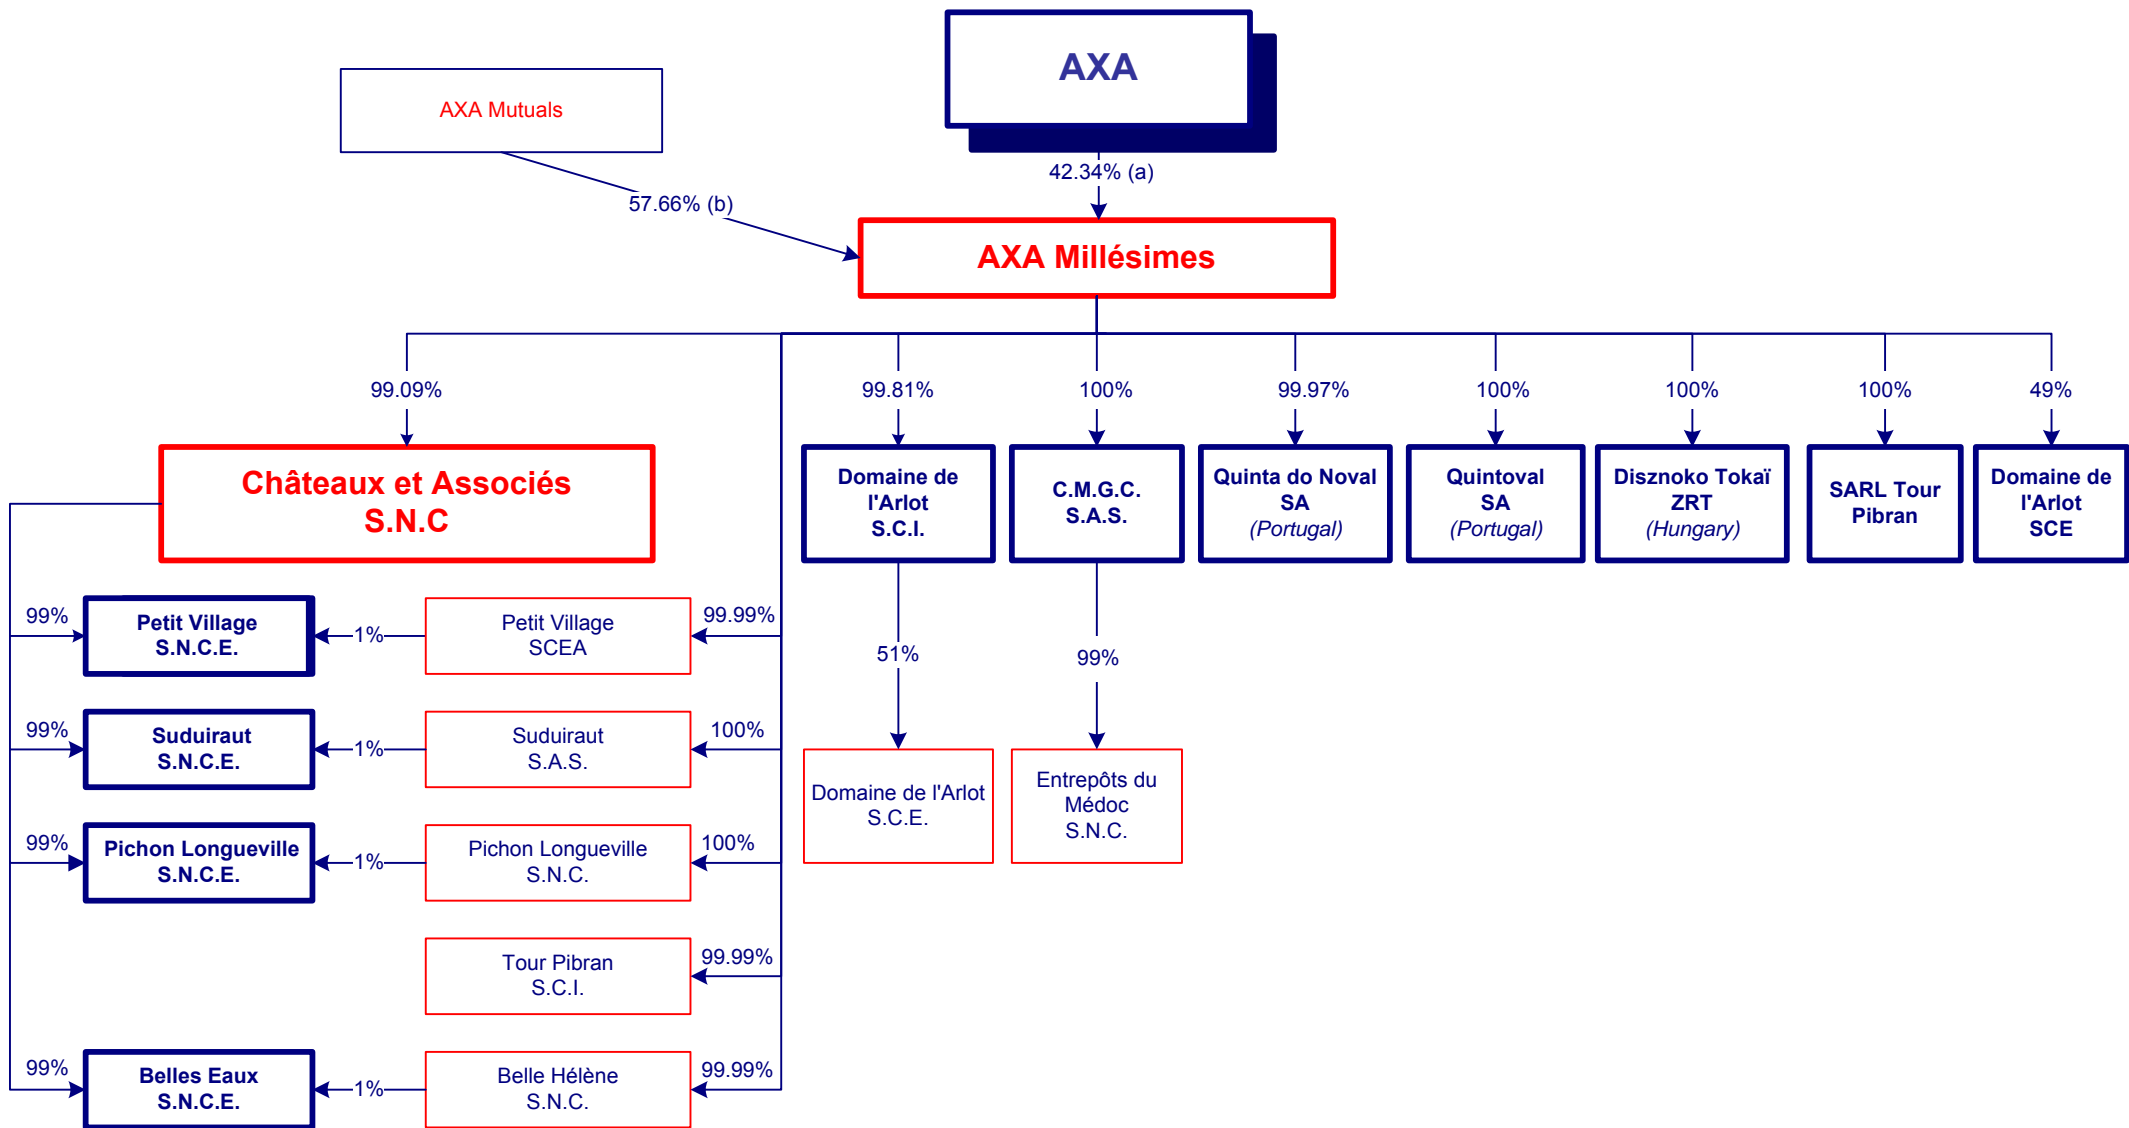 AXA
AXA Mutuals
42.34% (a)
57.66% (b)
AXA Millésimes
99.09%
99.81%
100%
99.97%
100%
100%
100%
49%
Châteaux et Associés
S.N.C
Domaine de
l'Arlot
S.C.I.
C.M.G.C.
S.A.S.
Quinta do Noval
SA
(Portugal)
Quintoval
SA
(Portugal)
Disznoko Tokaï
ZRT
(Hungary)
SARL Tour
Pibran
Domaine de
l'Arlot
SCE
99%
Petit Village
S.N.C.E.
1%
Petit Village
SCEA
99.99%
51%
99%
99%
Suduiraut
S.N.C.E.
1%
Suduiraut
S.A.S.
100%
Domaine de l'Arlot
S.C.E.
Entrepôts du
Médoc
S.N.C.
99%
Pichon Longueville
S.N.C.E.
1%
Pichon Longueville
S.N.C.
100%
Tour Pibran
S.C.I.
99.99%
99%
Belles Eaux
S.N.C.E.
1%
Belle Hélène
S.N.C.
99.99%